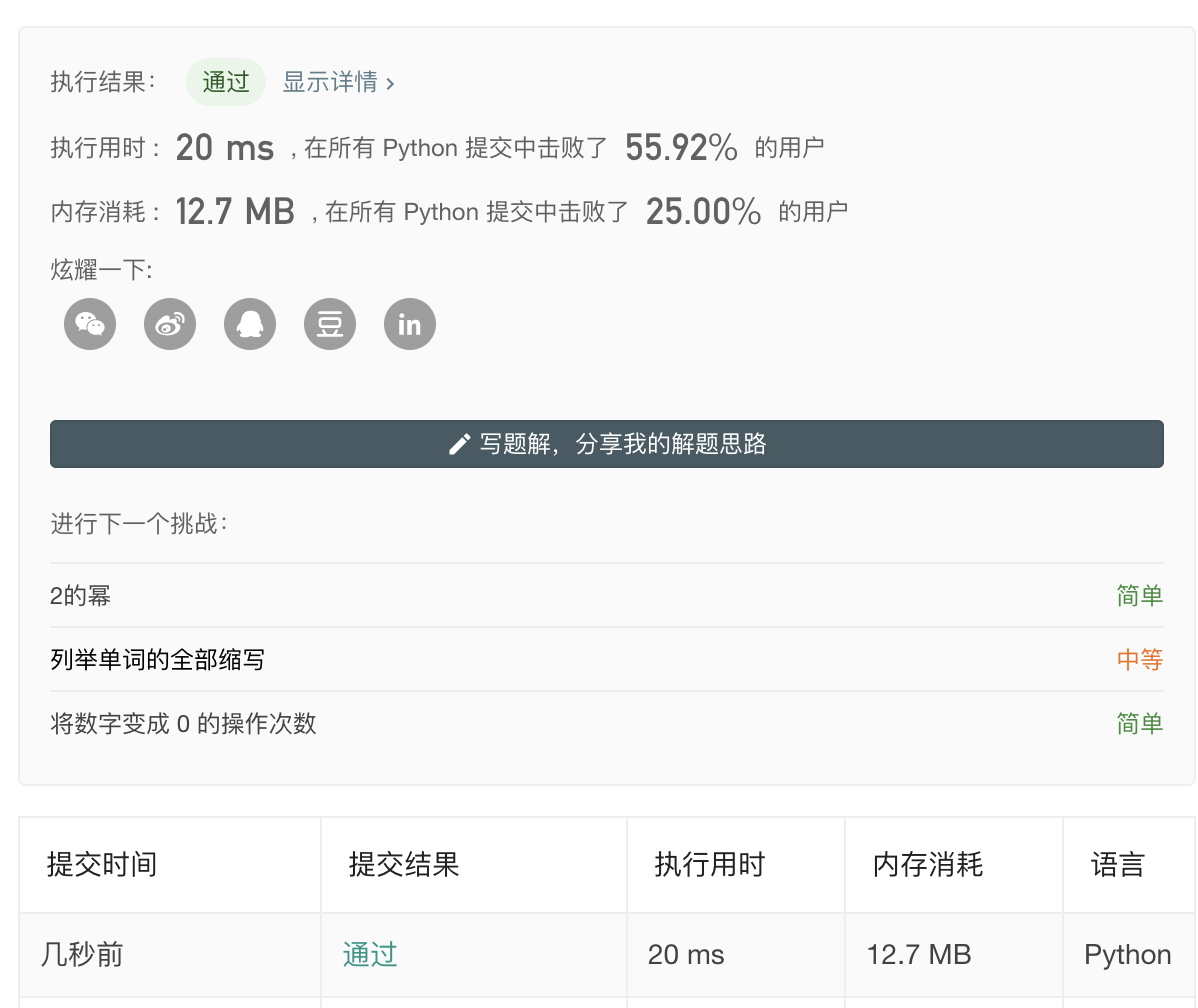 执行结果： 通过 显示详情 ›
执行用时： 20 ms ，在所有 Python 提交中击败了 55.92% 的用户
内存消耗： 12.7 MB ，在所有 Python 提交中击败了 25.00% 的用户
炫耀一下:
豆 in
写题解，分享我的解题思路
进行下一个挑战：
2的幂 简单
列举单词的全部缩写 中等
将数字变成 0 的操作次数 简单
提交时间 提交结果 执行用时 内存消耗 语言
几秒前 通过 20 ms 12.7 MB Python